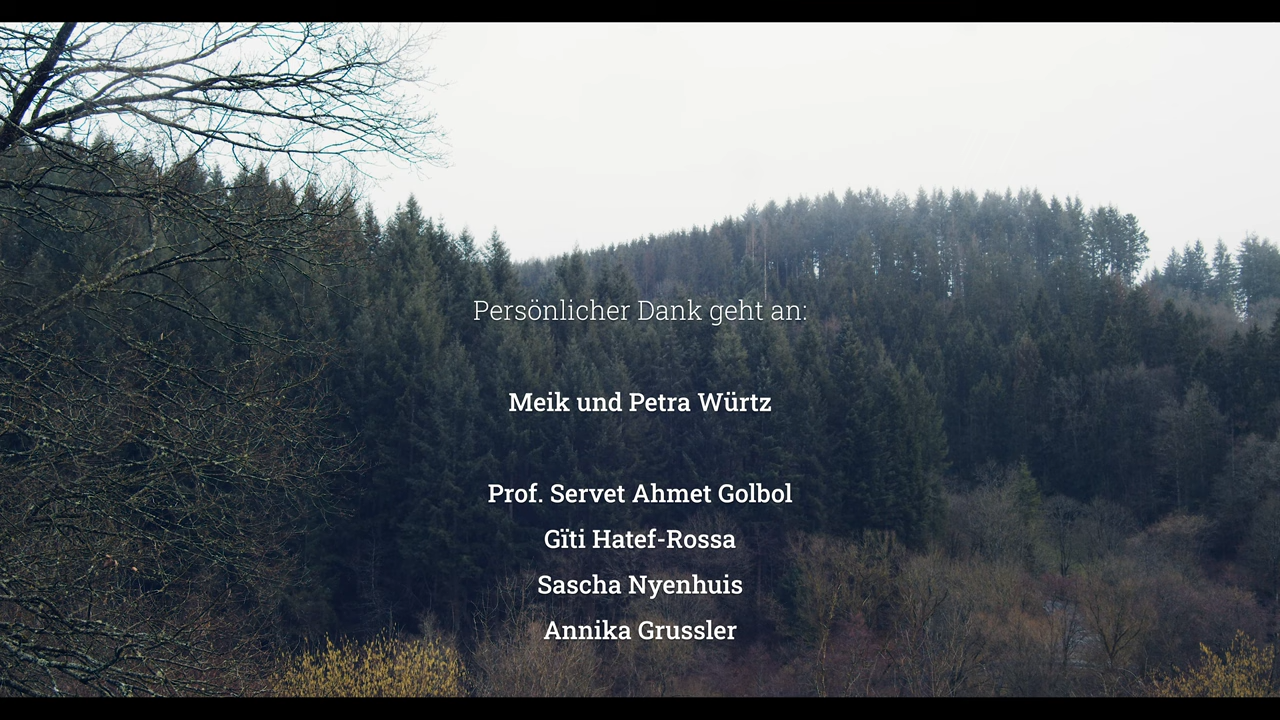 Persönlicher Dank geht an:
Meik und Petra Würtz
Prof. Servet Ahmet Golbol
Gïti Hatef-Rossa
Sascha Nyenhuis
Annika Grussler